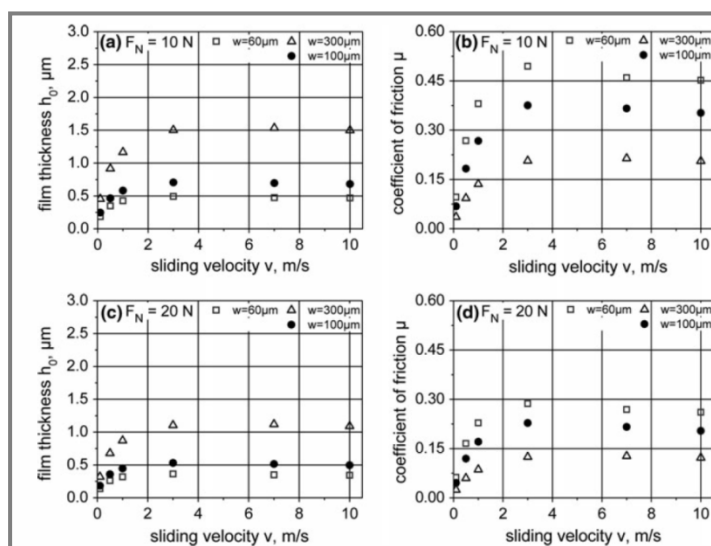 (a) F_N = 10 N □ w=60µm △ w=300µm
● w=100µm
film thickness h₀, µm
3.0
2.5
2.0
1.5
1.0
0.5
0.0
0 2 4 6 8 10
sliding velocity v, m/s
(b) F_N = 10 N □ w=60µm △ w=300µm
● w=100µm
coefficient of friction µ
0.60
0.45
0.30
0.15
0.00
0 2 4 6 8 10
sliding velocity v, m/s
(c) F_N = 20 N □ w=60µm △ w=300µm
● w=100µm
film thickness h₀, µm
3.0
2.5
2.0
1.5
1.0
0.5
0.0
0 2 4 6 8 10
sliding velocity v, m/s
(d) F_N = 20 N □ w=60µm △ w=300µm
● w=100µm
coefficient of friction µ
0.60
0.45
0.30
0.15
0.00
0 2 4 6 8 10
sliding velocity v, m/s